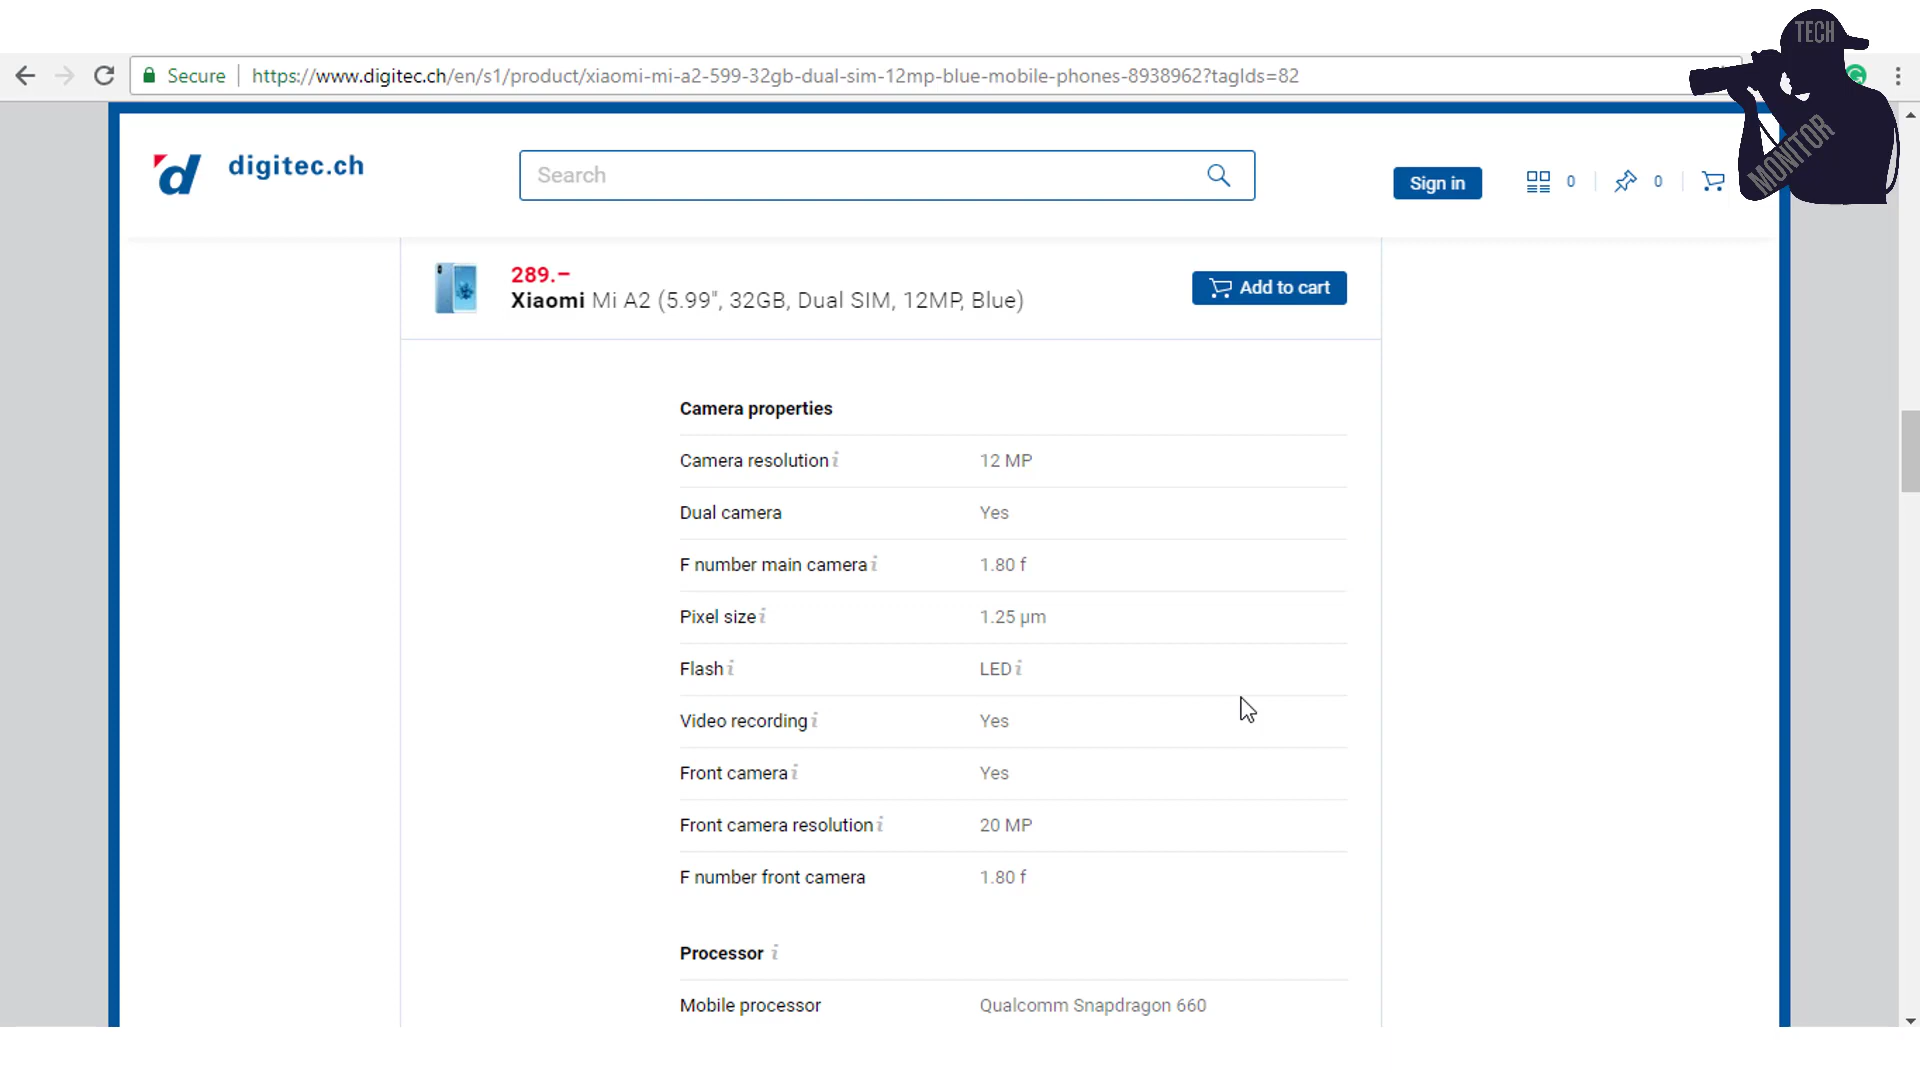 TECH
MONITOR
Secure
https://www.digitec.ch/en/s1/product/xiaomi-mi-a2-599-32gb-dual-sim-12mp-blue-mobile-phones-8938962?tagIds=82
d digitec.ch
Search
Sign in
0
0
289.–
Xiaomi Mi A2 (5.99", 32GB, Dual SIM, 12MP, Blue)
Add to cart
Camera properties
Camera resolution i 12 MP
Dual camera Yes
F number main camera i 1.80 f
Pixel size i 1.25 µm
Flash i LED i
Video recording i Yes
Front camera i Yes
Front camera resolution i 20 MP
F number front camera 1.80 f
Processor i
Mobile processor Qualcomm Snapdragon 660